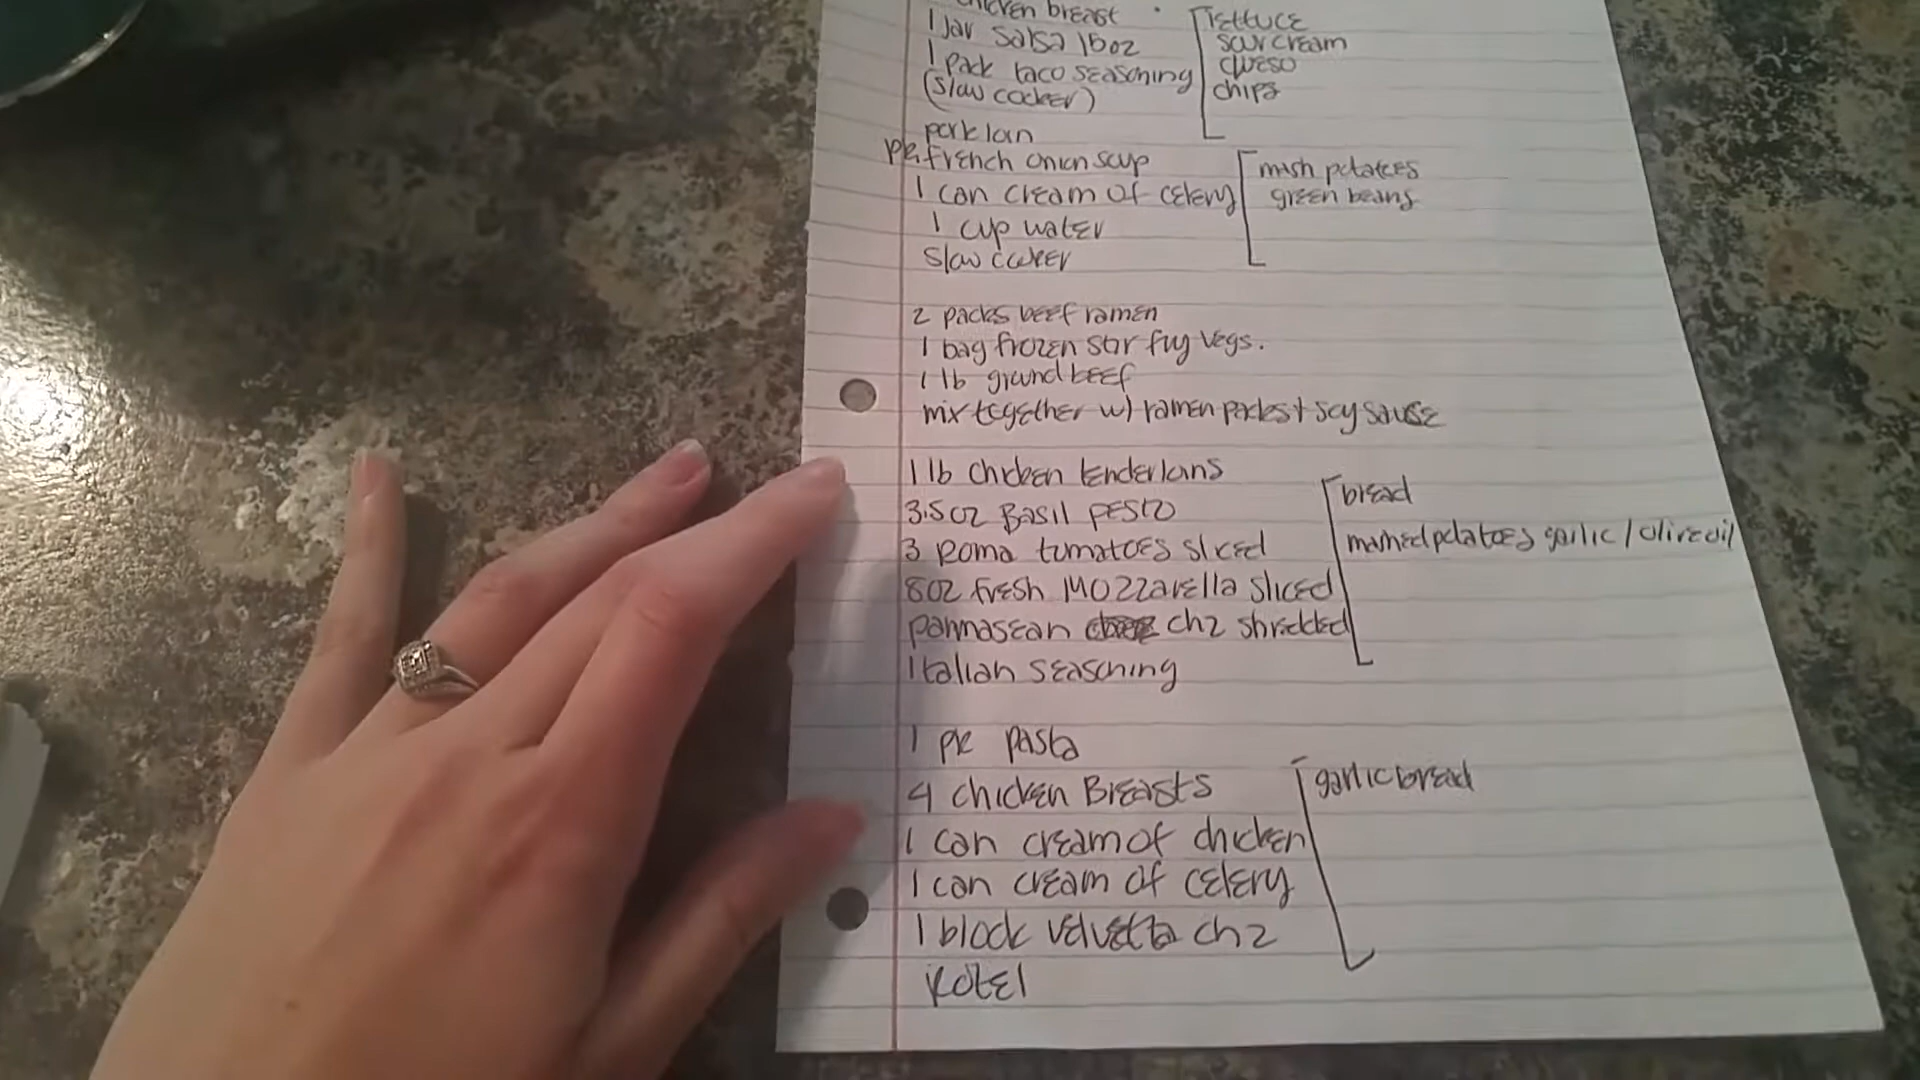 chicken breast
1 Jar salsa 16oz
1 pack taco seasoning
(slow cooker)
lettuce
sour cream
queso
chips
pork loin
pk. french onion soup
1 can cream of celery
1 cup water
slow cooker
mash potatoes
green beans
2 packs beef ramen
1 bag frozen stir fry vegs.
1 lb ground beef
mix together w/ ramen packs + soy sause
1 lb chicken tenderloins
3.5oz Basil pesto
3 Roma tomatoes sliced
8oz fresh Mozzarella sliced
parmasean chz shredded
Italian seasoning
bread
mashed potatoes garlic / olive oil
1 pk pasta
4 chicken Breasts
1 can cream of chicken
1 can cream of celery
1 block velvetta chz
Rotel
garlic bread